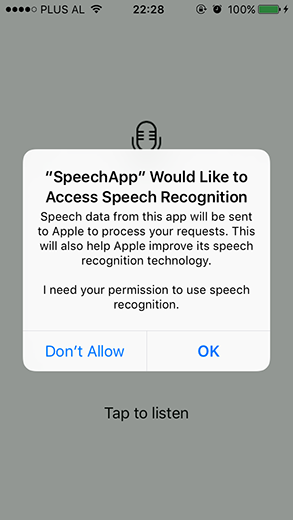 PLUS AL 22:28 100%
“SpeechApp” Would Like to
Access Speech Recognition
Speech data from this app will be sent
to Apple to process your requests. This
will also help Apple improve its speech
recognition technology.
I need your permission to use speech
recognition.
Don’t Allow OK
Tap to listen